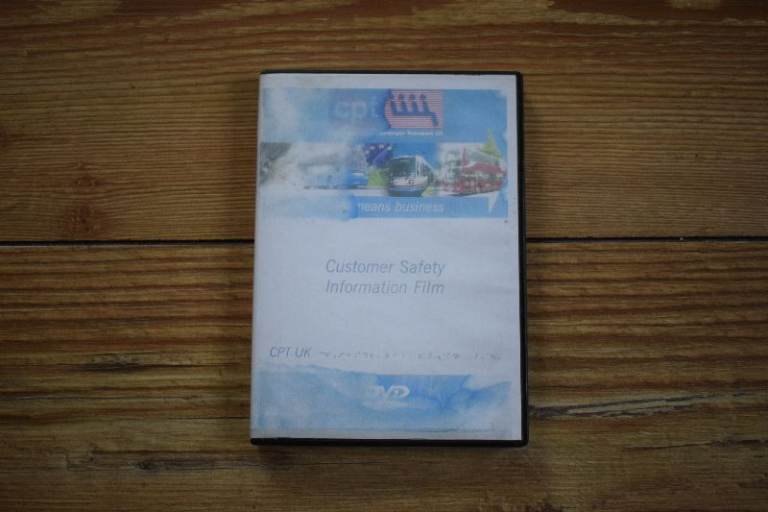 cpt
means business
Customer Safety
Information Film
CPT UK
DVD